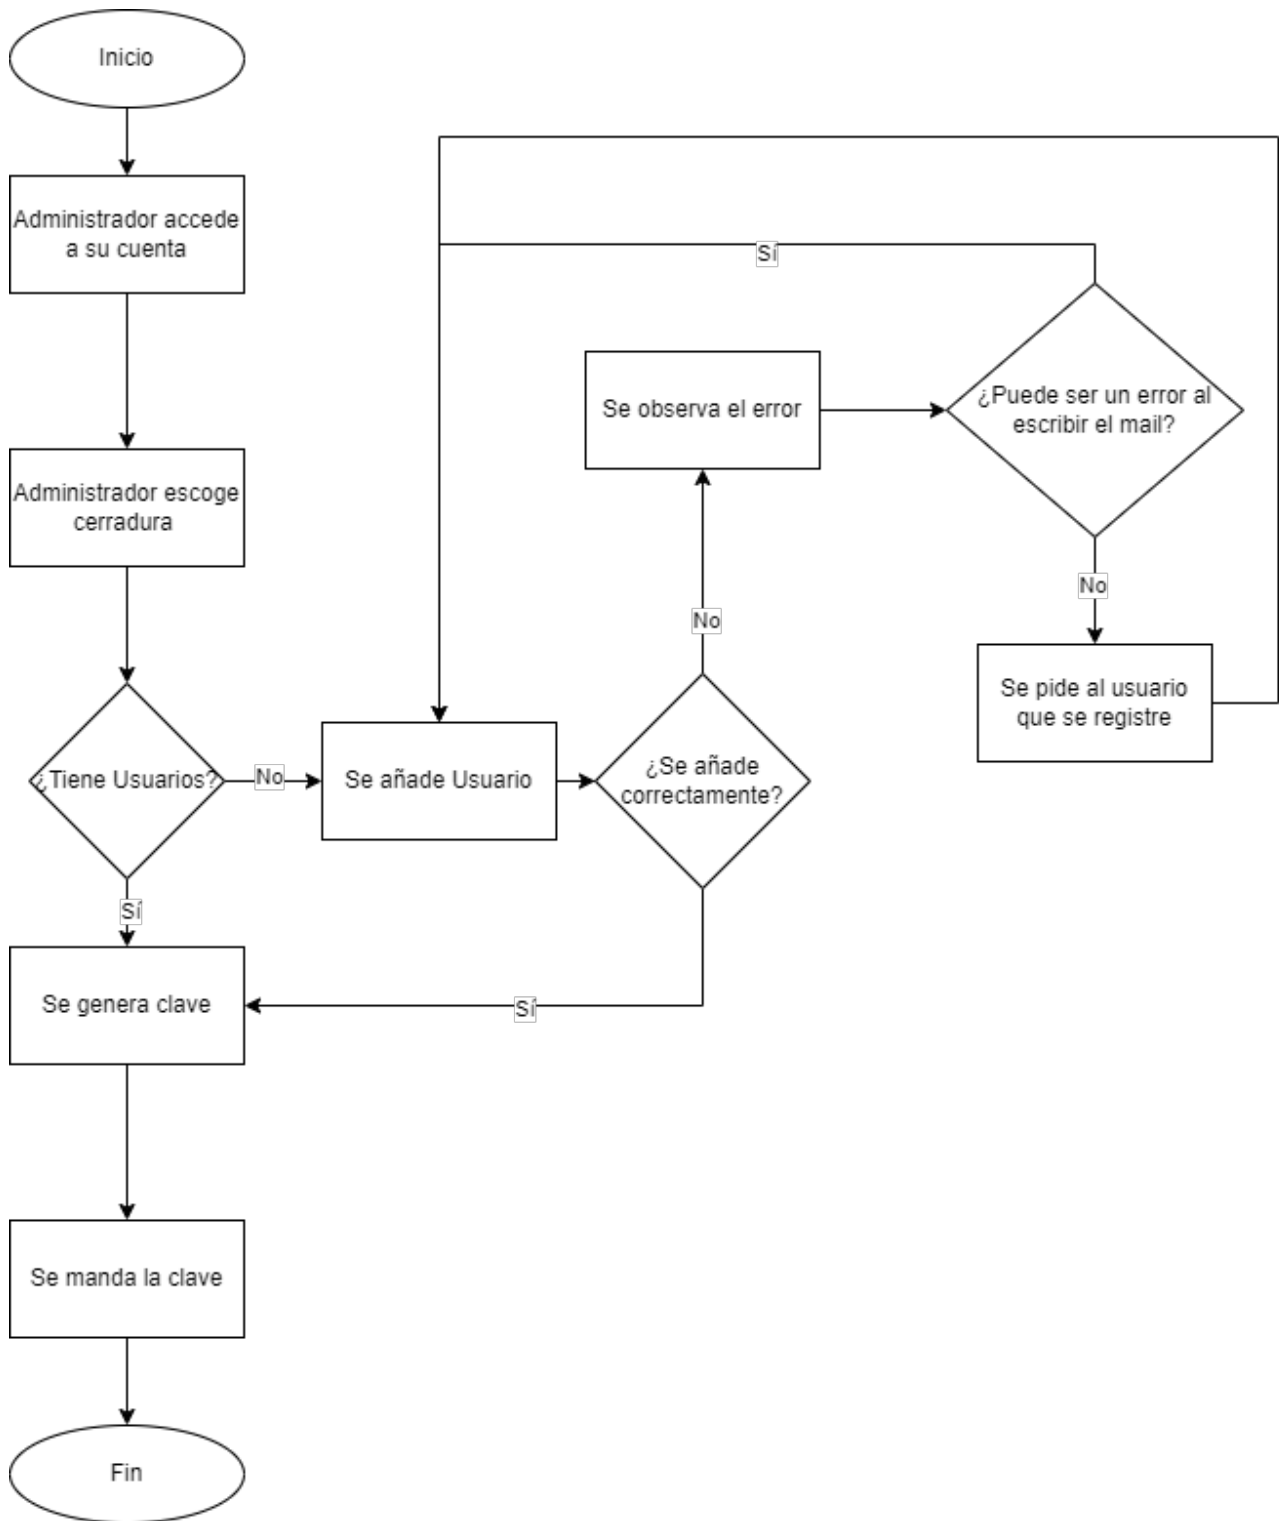 Inicio
Administrador accede
a su cuenta
Sí
Se observa el error
¿Puede ser un error al
escribir el mail?
Administrador escoge
cerradura
No
No
Se pide al usuario
que se registre
¿Tiene Usuarios?
No
Se añade Usuario
¿Se añade
correctamente?
Sí
Se genera clave
Sí
Se manda la clave
Fin